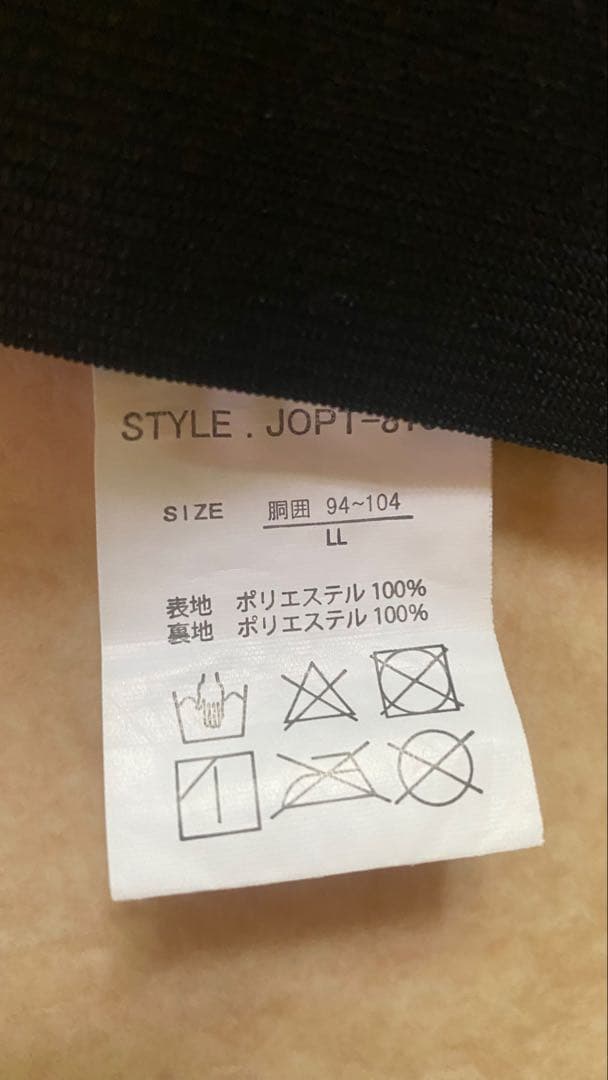 STYLE . JOPT-
SIZE 胴囲 94~104
LL
表地 ポリエステル 100%
裏地 ポリエステル 100%